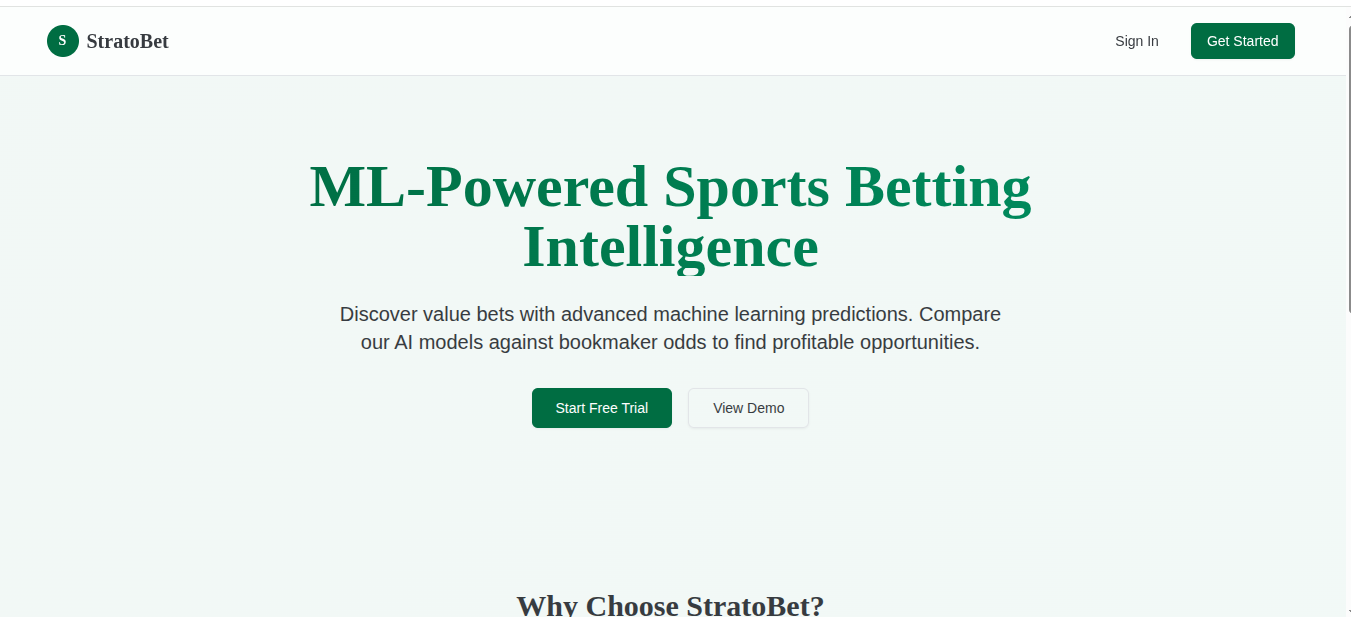 S StratoBet
Sign In
Get Started
ML-Powered Sports Betting
Intelligence
Discover value bets with advanced machine learning predictions. Compare
our AI models against bookmaker odds to find profitable opportunities.
Start Free Trial
View Demo
Why Choose StratoBet?